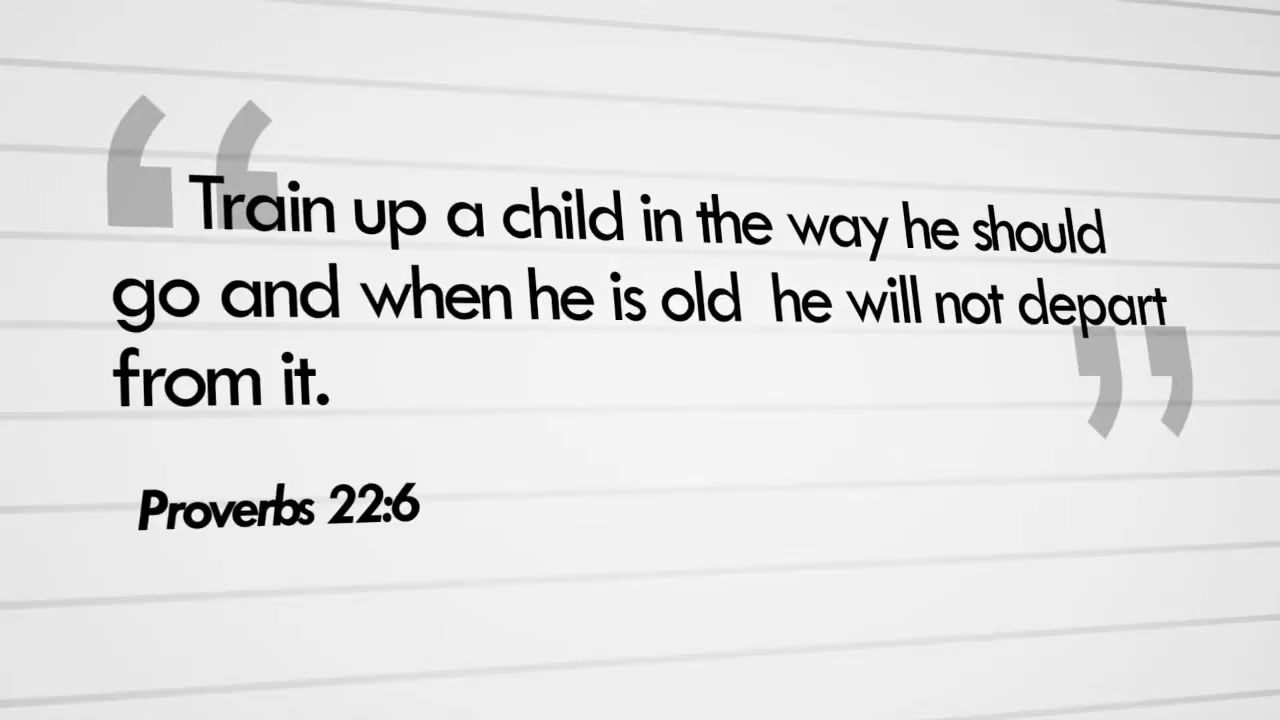 “Train up a child in the way he should
go and when he is old he will not depart
from it.”
Proverbs 22:6